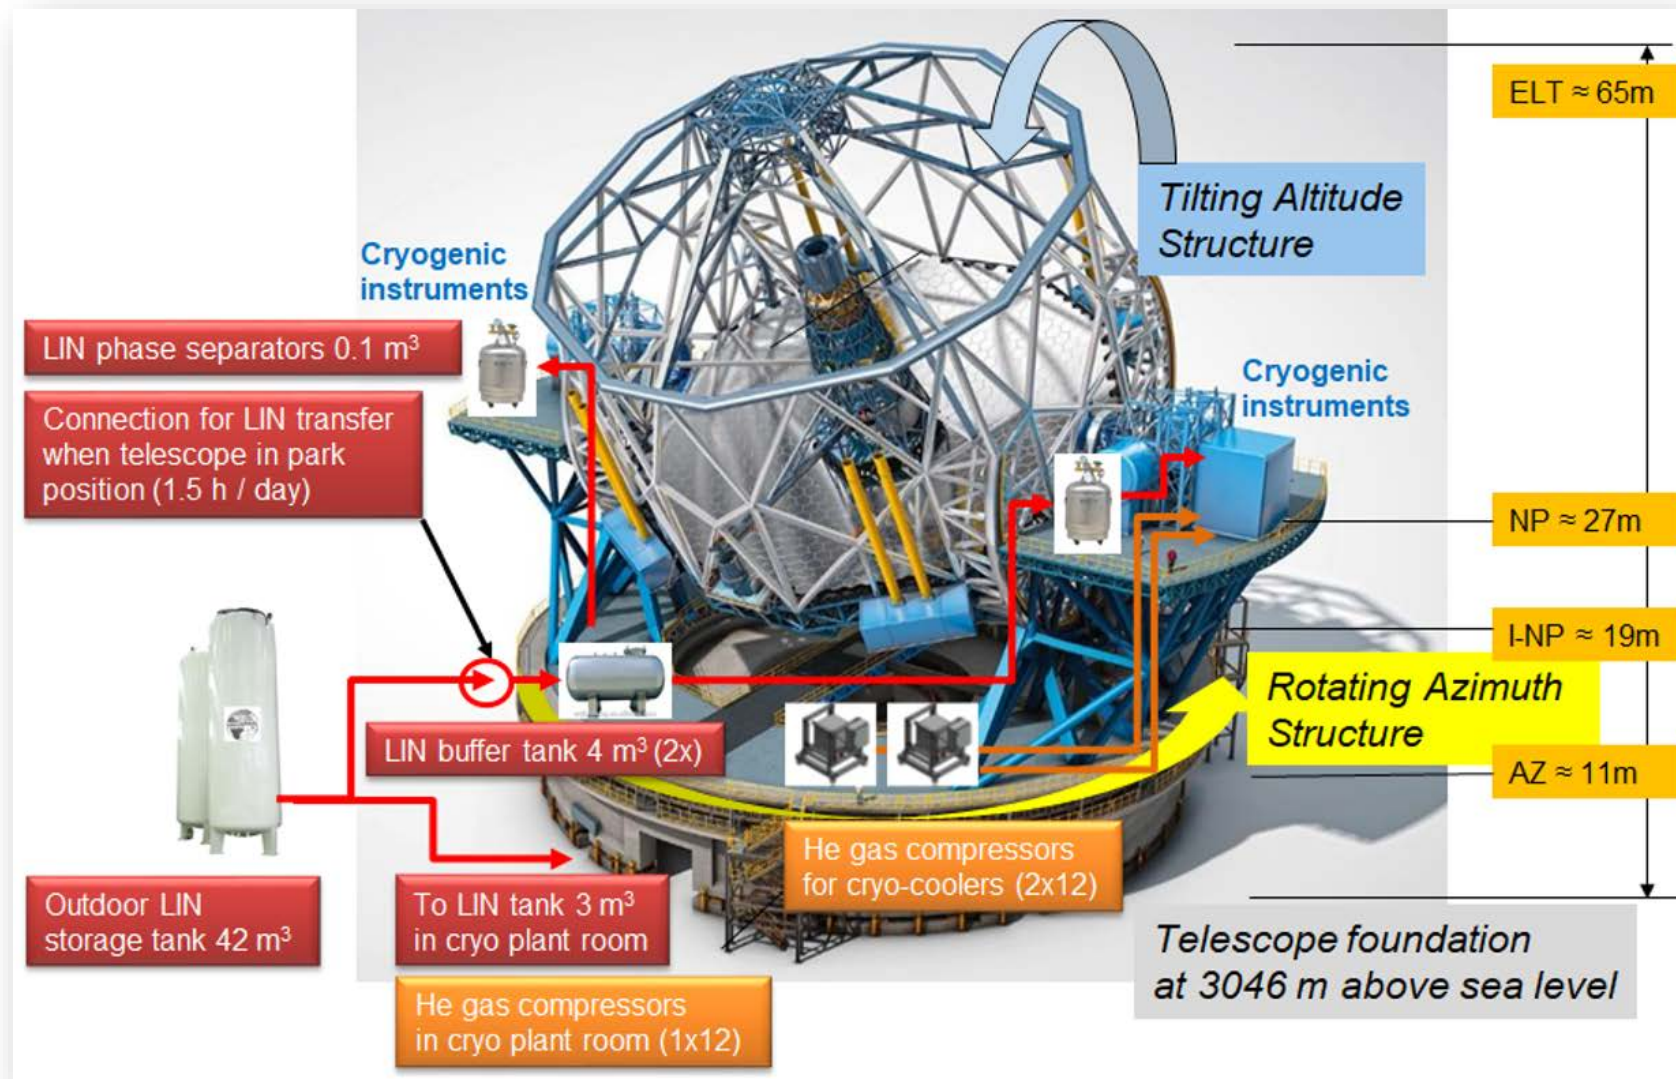 ELT ≈ 65m
Tilting Altitude
Structure
Cryogenic
instruments
LIN phase separators 0.1 m³
Connection for LIN transfer
when telescope in park
position (1.5 h / day)
Cryogenic
instruments
NP ≈ 27m
I-NP ≈ 19m
Rotating Azimuth
Structure
LIN buffer tank 4 m³ (2x)
AZ ≈ 11m
He gas compressors
for cryo-coolers (2x12)
Outdoor LIN
storage tank 42 m³
To LIN tank 3 m³
in cryo plant room
Telescope foundation
at 3046 m above sea level
He gas compressors
in cryo plant room (1x12)